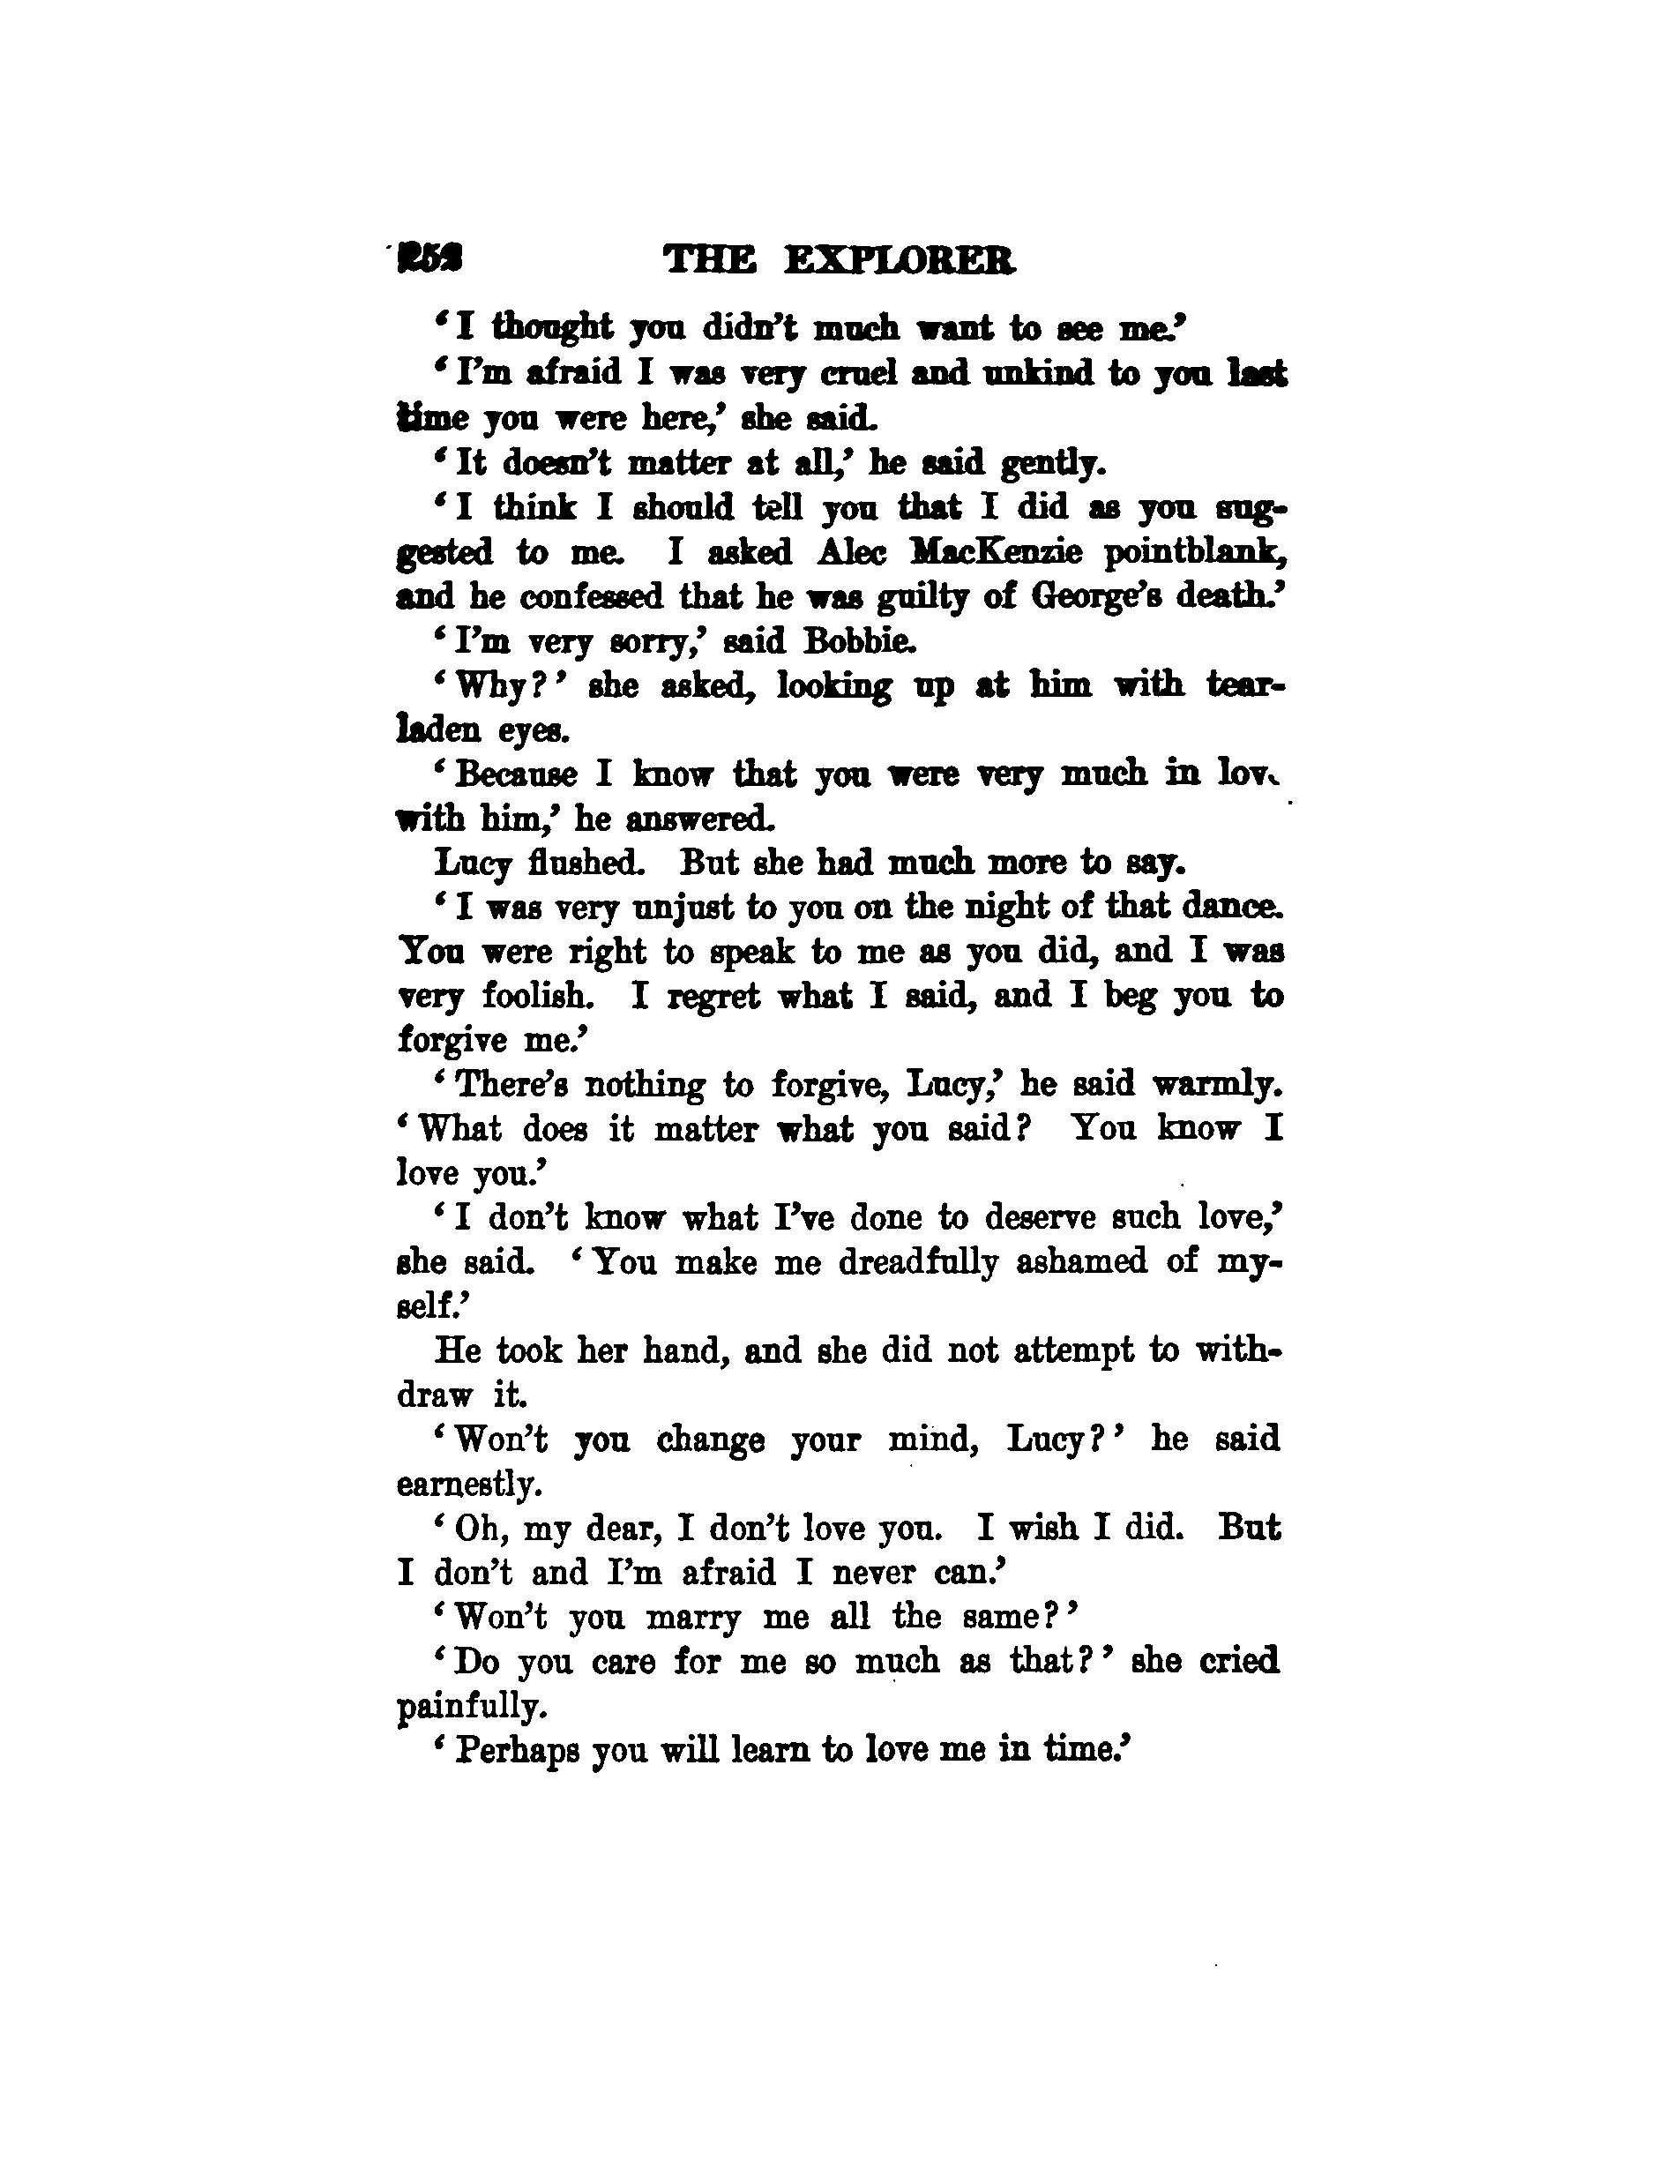 252 THE EXPLORER
‘I thought you didn’t much want to see me.’
‘I’m afraid I was very cruel and unkind to you last
time you were here,’ she said.
‘It doesn’t matter at all,’ he said gently.
‘I think I should tell you that I did as you sug-
gested to me. I asked Alec MacKenzie pointblank,
and he confessed that he was guilty of George’s death.’
‘I’m very sorry,’ said Bobbie.
‘Why?’ she asked, looking up at him with tear-
laden eyes.
‘Because I know that you were very much in love
with him,’ he answered.
Lucy flushed. But she had much more to say.
‘I was very unjust to you on the night of that dance.
You were right to speak to me as you did, and I was
very foolish. I regret what I said, and I beg you to
forgive me.’
‘There’s nothing to forgive, Lucy,’ he said warmly.
‘What does it matter what you said? You know I
love you.’
‘I don’t know what I’ve done to deserve such love,’
she said. ‘You make me dreadfully ashamed of my-
self.’
He took her hand, and she did not attempt to with-
draw it.
‘Won’t you change your mind, Lucy?’ he said
earnestly.
‘Oh, my dear, I don’t love you. I wish I did. But
I don’t and I’m afraid I never can.’
‘Won’t you marry me all the same?’
‘Do you care for me so much as that?’ she cried
painfully.
‘Perhaps you will learn to love me in time.’